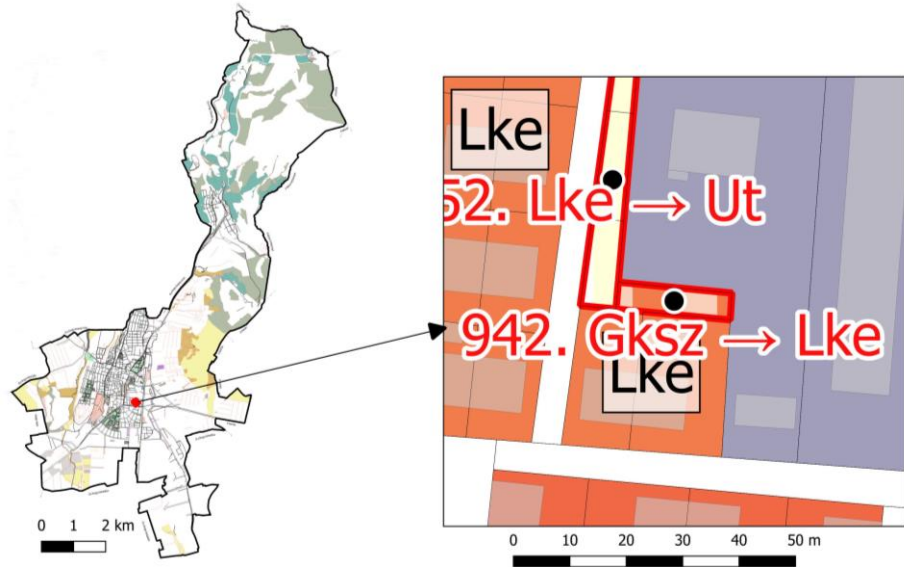 Lke
52. Lke → Ut
942. Gksz → Lke
Lke
0 1 2 km
0 10 20 30 40 50 m